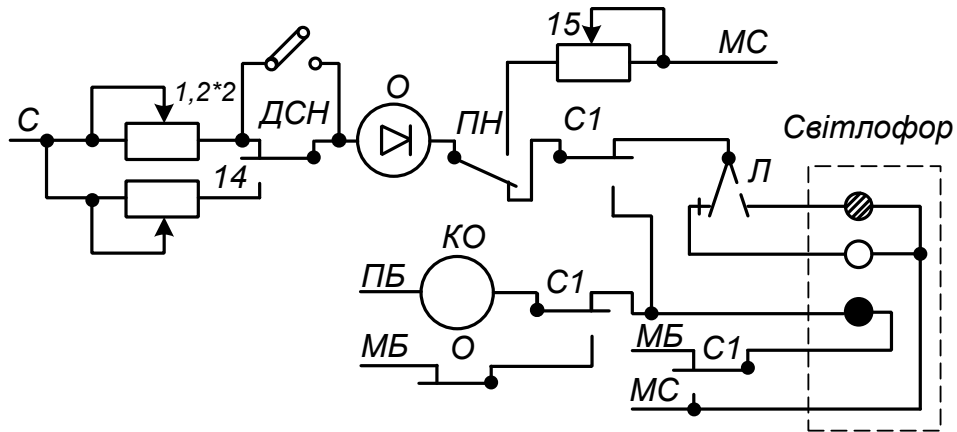 15
МС
1,2*2
О
С
ДСН
ПН
С1
Світлофор
14
Л
КО
ПБ
С1
МБ
О
МБ
С1
МС